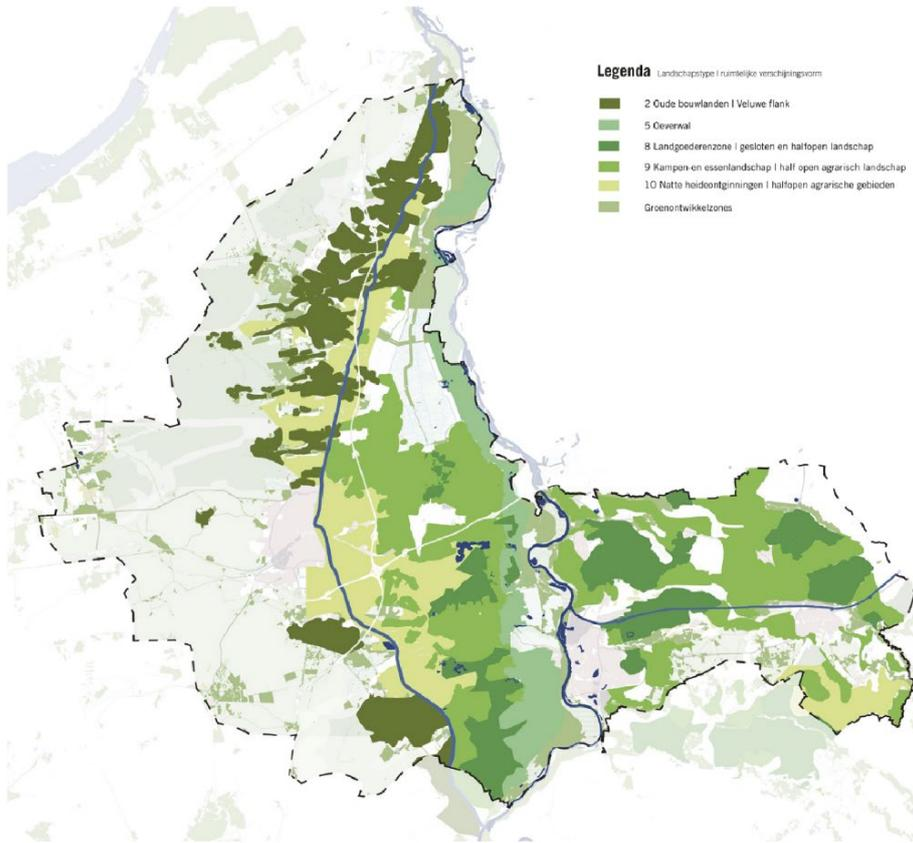 Legenda Landschapstype | ruimtelijke verschijningsvorm
2 Oude bouwlanden | Veluwe flank
5 Oeverwal
8 Landgoederenzone | gesloten en halfopen landschap
9 Kampen-en essenlandschap | half open agrarisch landschap
10 Natte heideontginningen | halfopen agrarische gebieden
Groenontwikkelzones